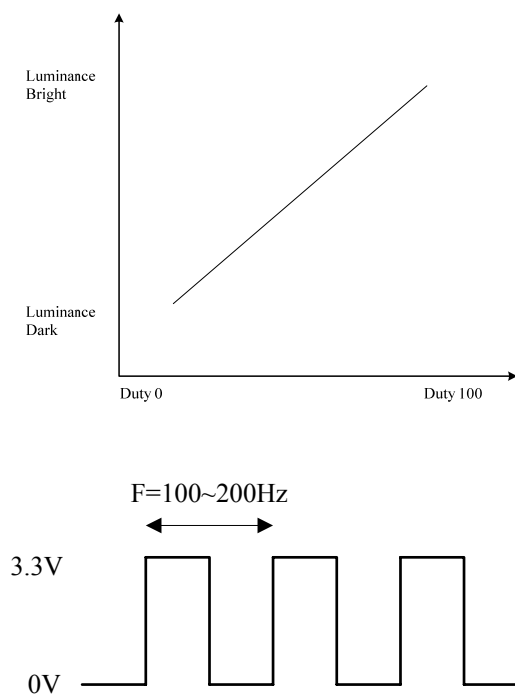 Luminance
Bright
Luminance
Dark
Duty 0
Duty 100
F=100~200Hz
3.3V
0V